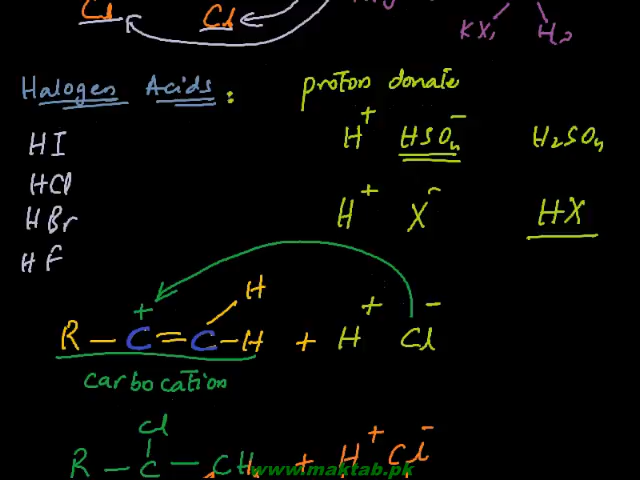 Cl Cl
KX, H2
Halogen Acids : proton donate
HI H+ HSO4- H2SO4
HCl
HBr H+ X- HX
HF
H
+
R - C = C - H + H+ Cl-
carbocation
Cl
R - C - CH + H+ Cl-
www.maktab.pk